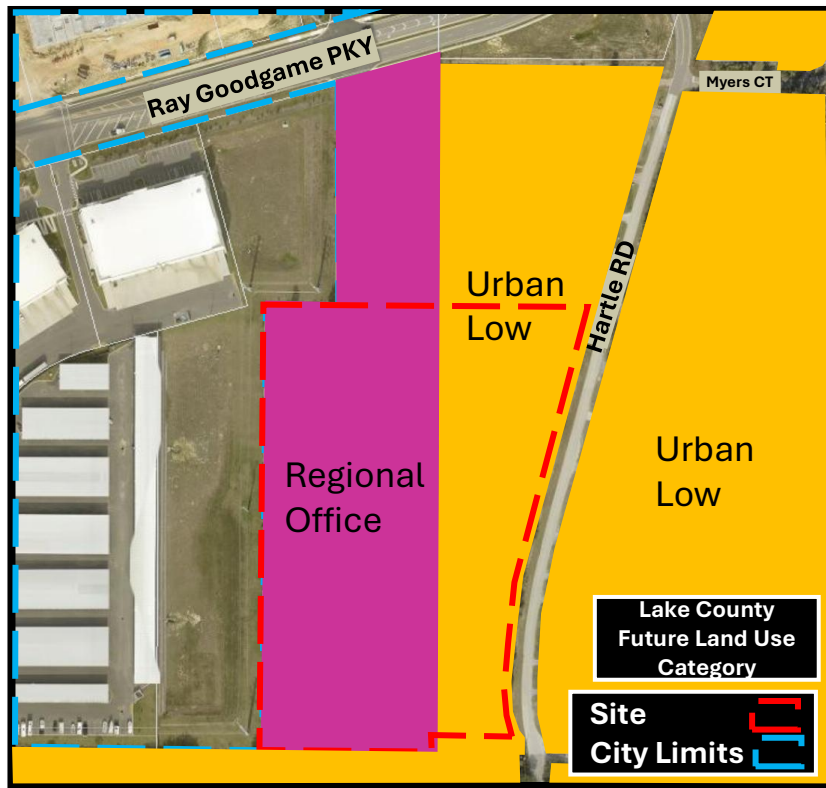 Ray Goodgame PKY
Myers CT
Hartle RD
Urban
Low
Urban
Low
Regional
Office
Lake County
Future Land Use
Category
Site
City Limits